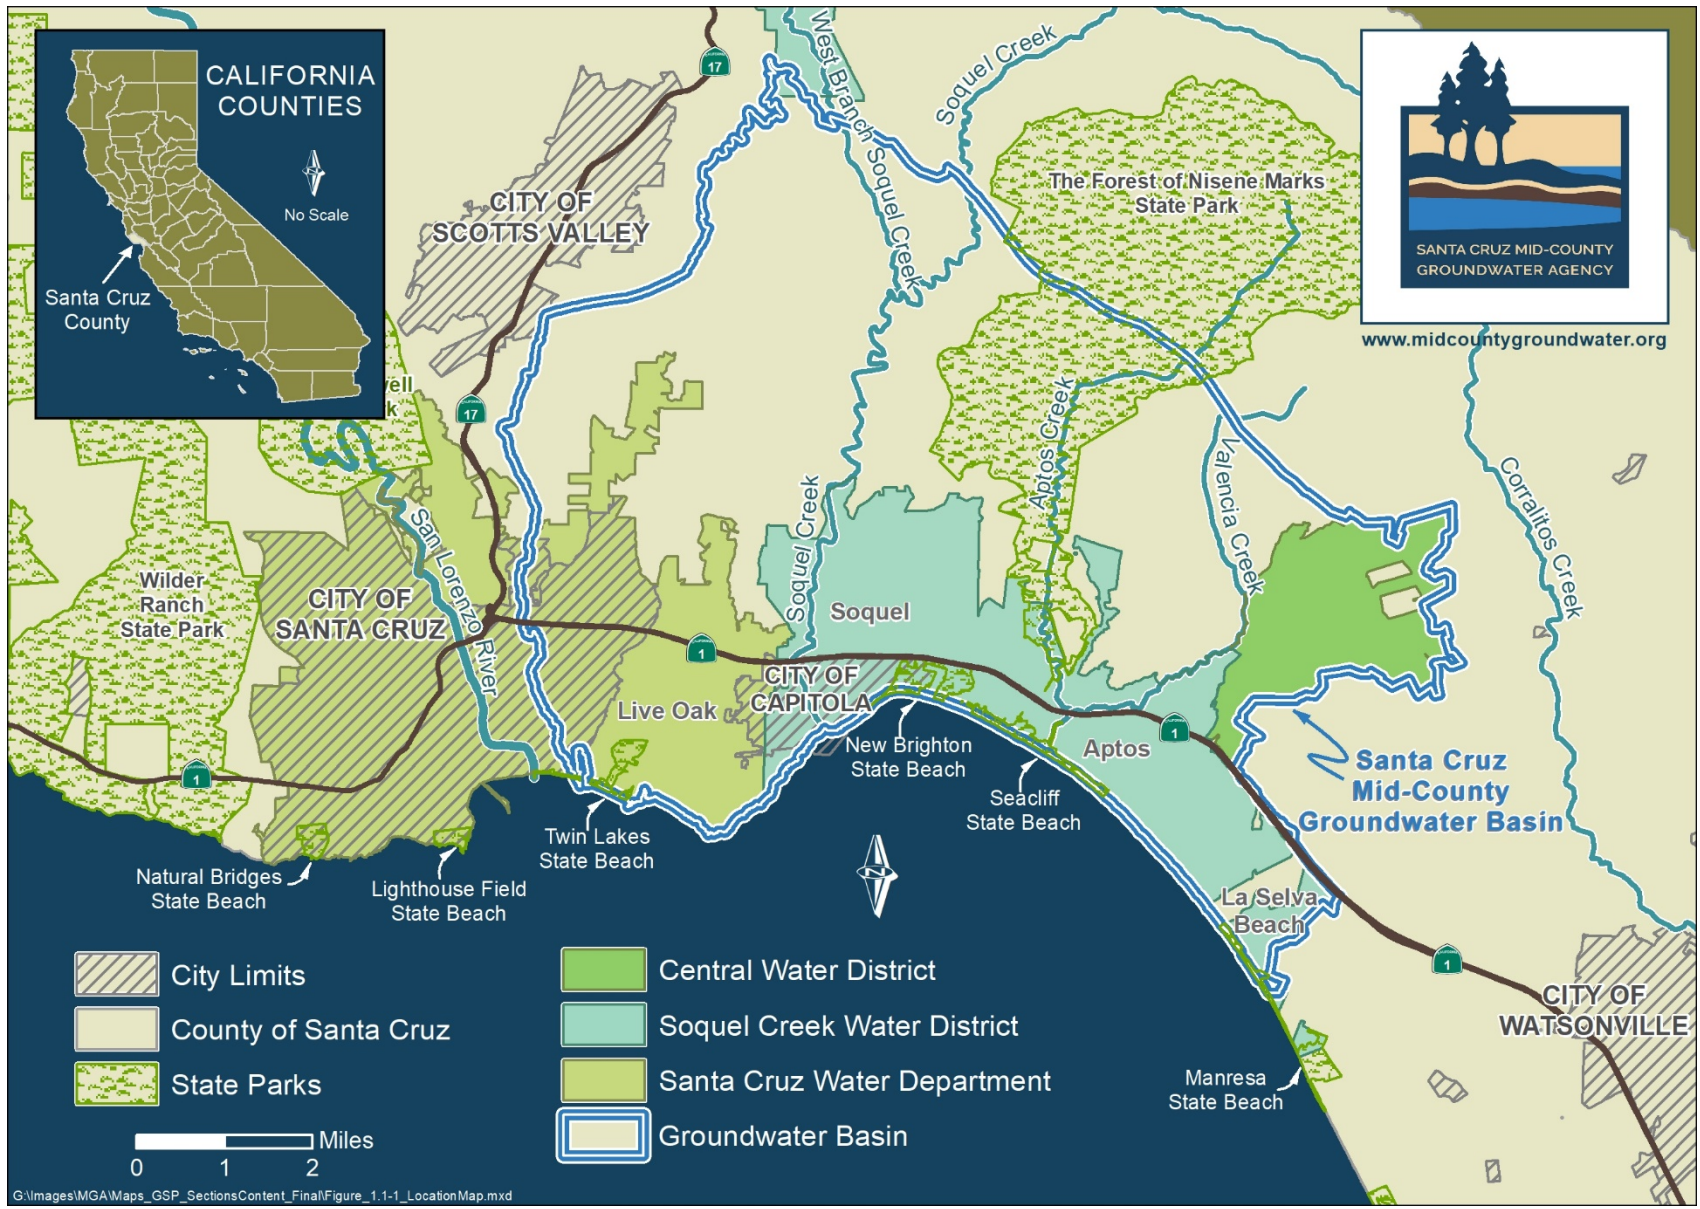 CALIFORNIA
COUNTIES
No Scale
Santa Cruz
County
17
West Branch Soquel Creek
Soquel Creek
The Forest of Nisene Marks
State Park
SANTA CRUZ MID-COUNTY
GROUNDWATER AGENCY
www.midcountygroundwater.org
CITY OF
SCOTTS VALLEY
17
Aptos Creek
Valencia Creek
Corralitos Creek
San Lorenzo River
Soquel Creek
Wilder
Ranch
State Park
CITY OF
SANTA CRUZ
Soquel
1
CITY OF
CAPITOLA
Live Oak
New Brighton
State Beach
Aptos
1
Santa Cruz
Mid-County
Groundwater Basin
1
Seacliff
State Beach
Twin Lakes
State Beach
Natural Bridges
State Beach
Lighthouse Field
State Beach
N
La Selva
Beach
1
CITY OF
WATSONVILLE
Manresa
State Beach
City Limits
County of Santa Cruz
State Parks
Central Water District
Soquel Creek Water District
Santa Cruz Water Department
Groundwater Basin
Miles
0 1 2
G:\Images\MGA\Maps_GSP_SectionsContent_Final\Figure_1.1-1_LocationMap.mxd